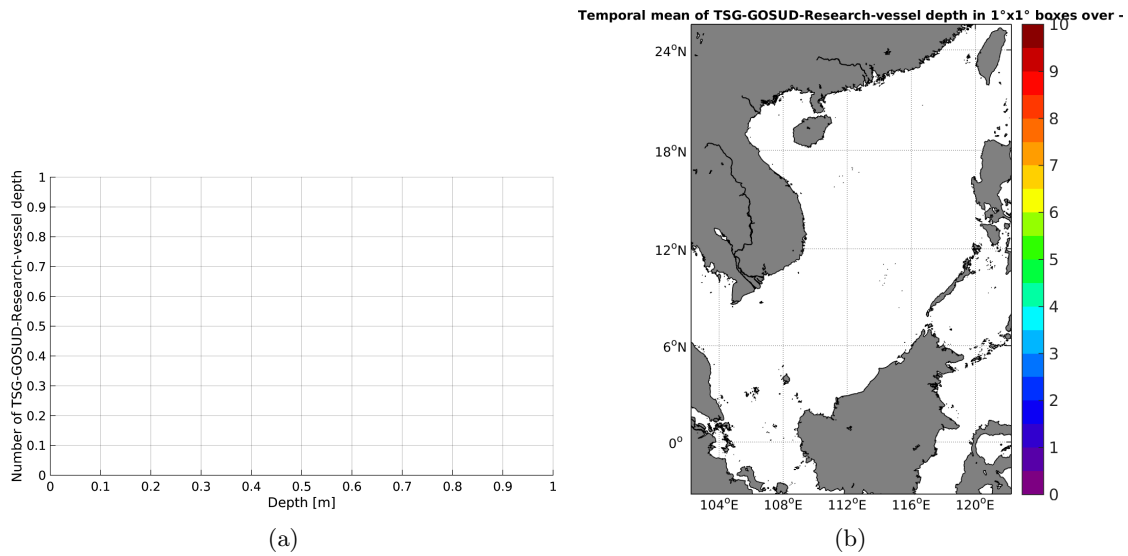 Temporal mean of TSG-GOSUD-Research-vessel depth in 1°x1° boxes over -
Number of TSG-GOSUD-Research-vessel depth
1
0.9
0.8
0.7
0.6
0.5
0.4
0.3
0.2
0.1
0
0 0.1 0.2 0.3 0.4 0.5 0.6 0.7 0.8 0.9 1
Depth [m]
(a)
24°N
18°N
12°N
6°N
0°
104°E 108°E 112°E 116°E 120°E
10
9
8
7
6
5
4
3
2
1
0
(b)